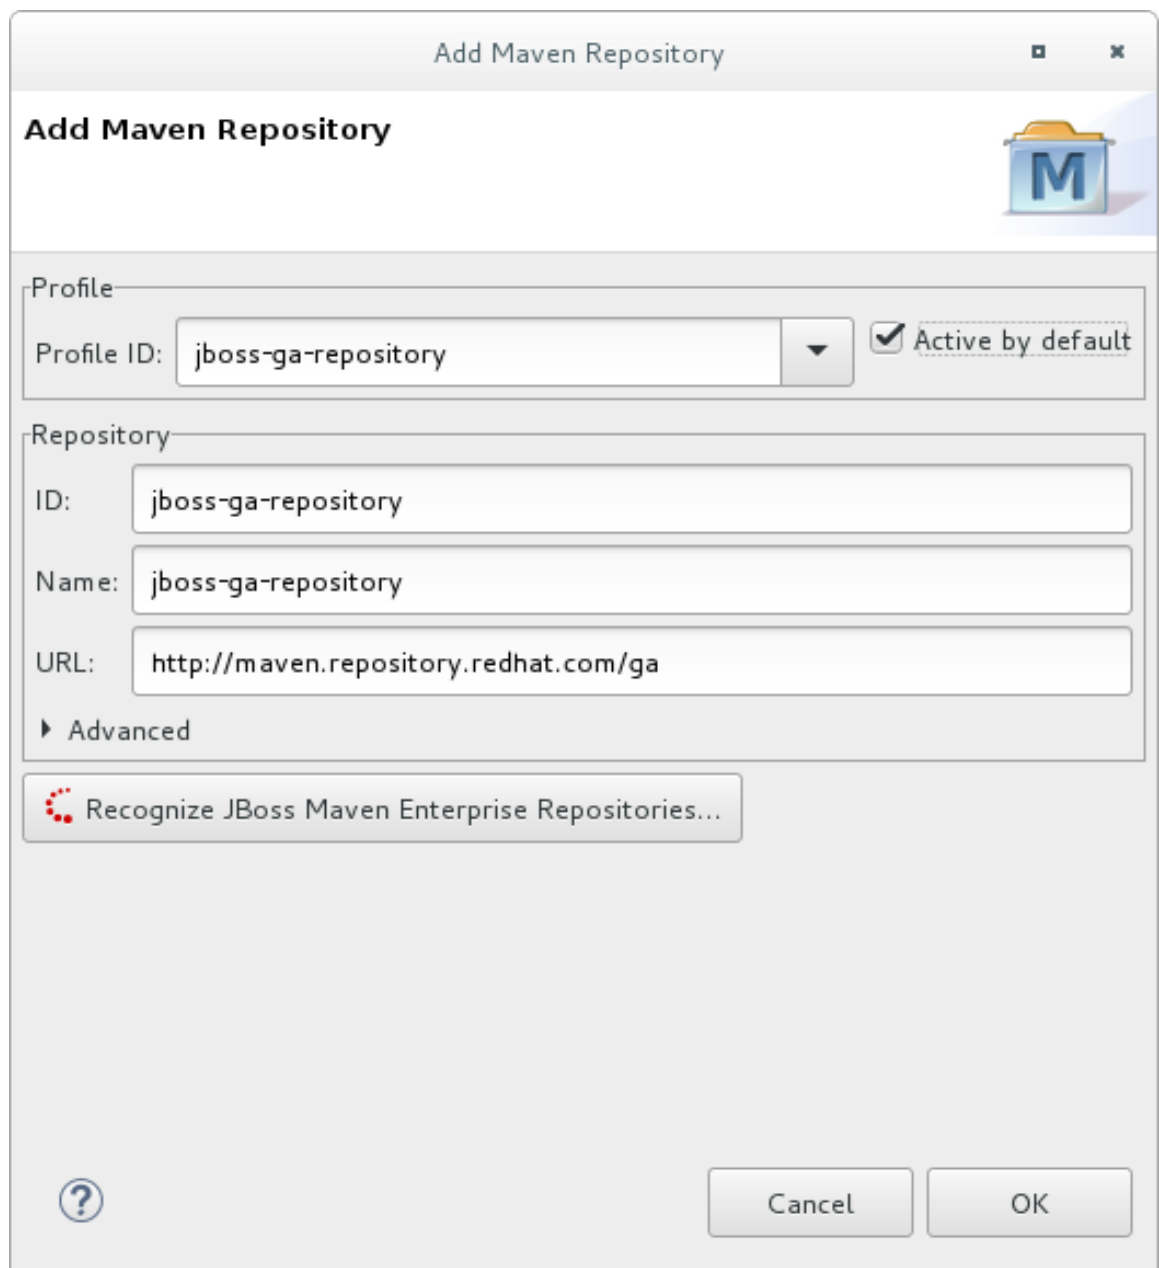 Add Maven Repository
Add Maven Repository
M
Profile
Profile ID: jboss-ga-repository Active by default
Repository
ID: jboss-ga-repository
Name: jboss-ga-repository
URL: http://maven.repository.redhat.com/ga
Advanced
Recognize JBoss Maven Enterprise Repositories...
? Cancel OK